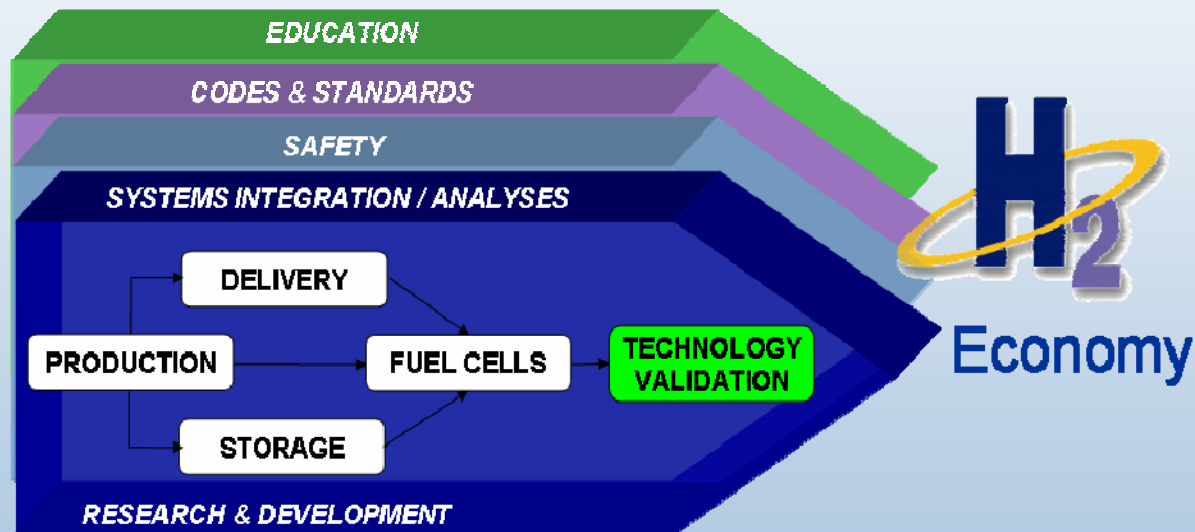 EDUCATION
CODES & STANDARDS
SAFETY
SYSTEMS INTEGRATION / ANALYSES
DELIVERY
PRODUCTION
FUEL CELLS
TECHNOLOGY
VALIDATION
STORAGE
RESEARCH & DEVELOPMENT
H2
Economy